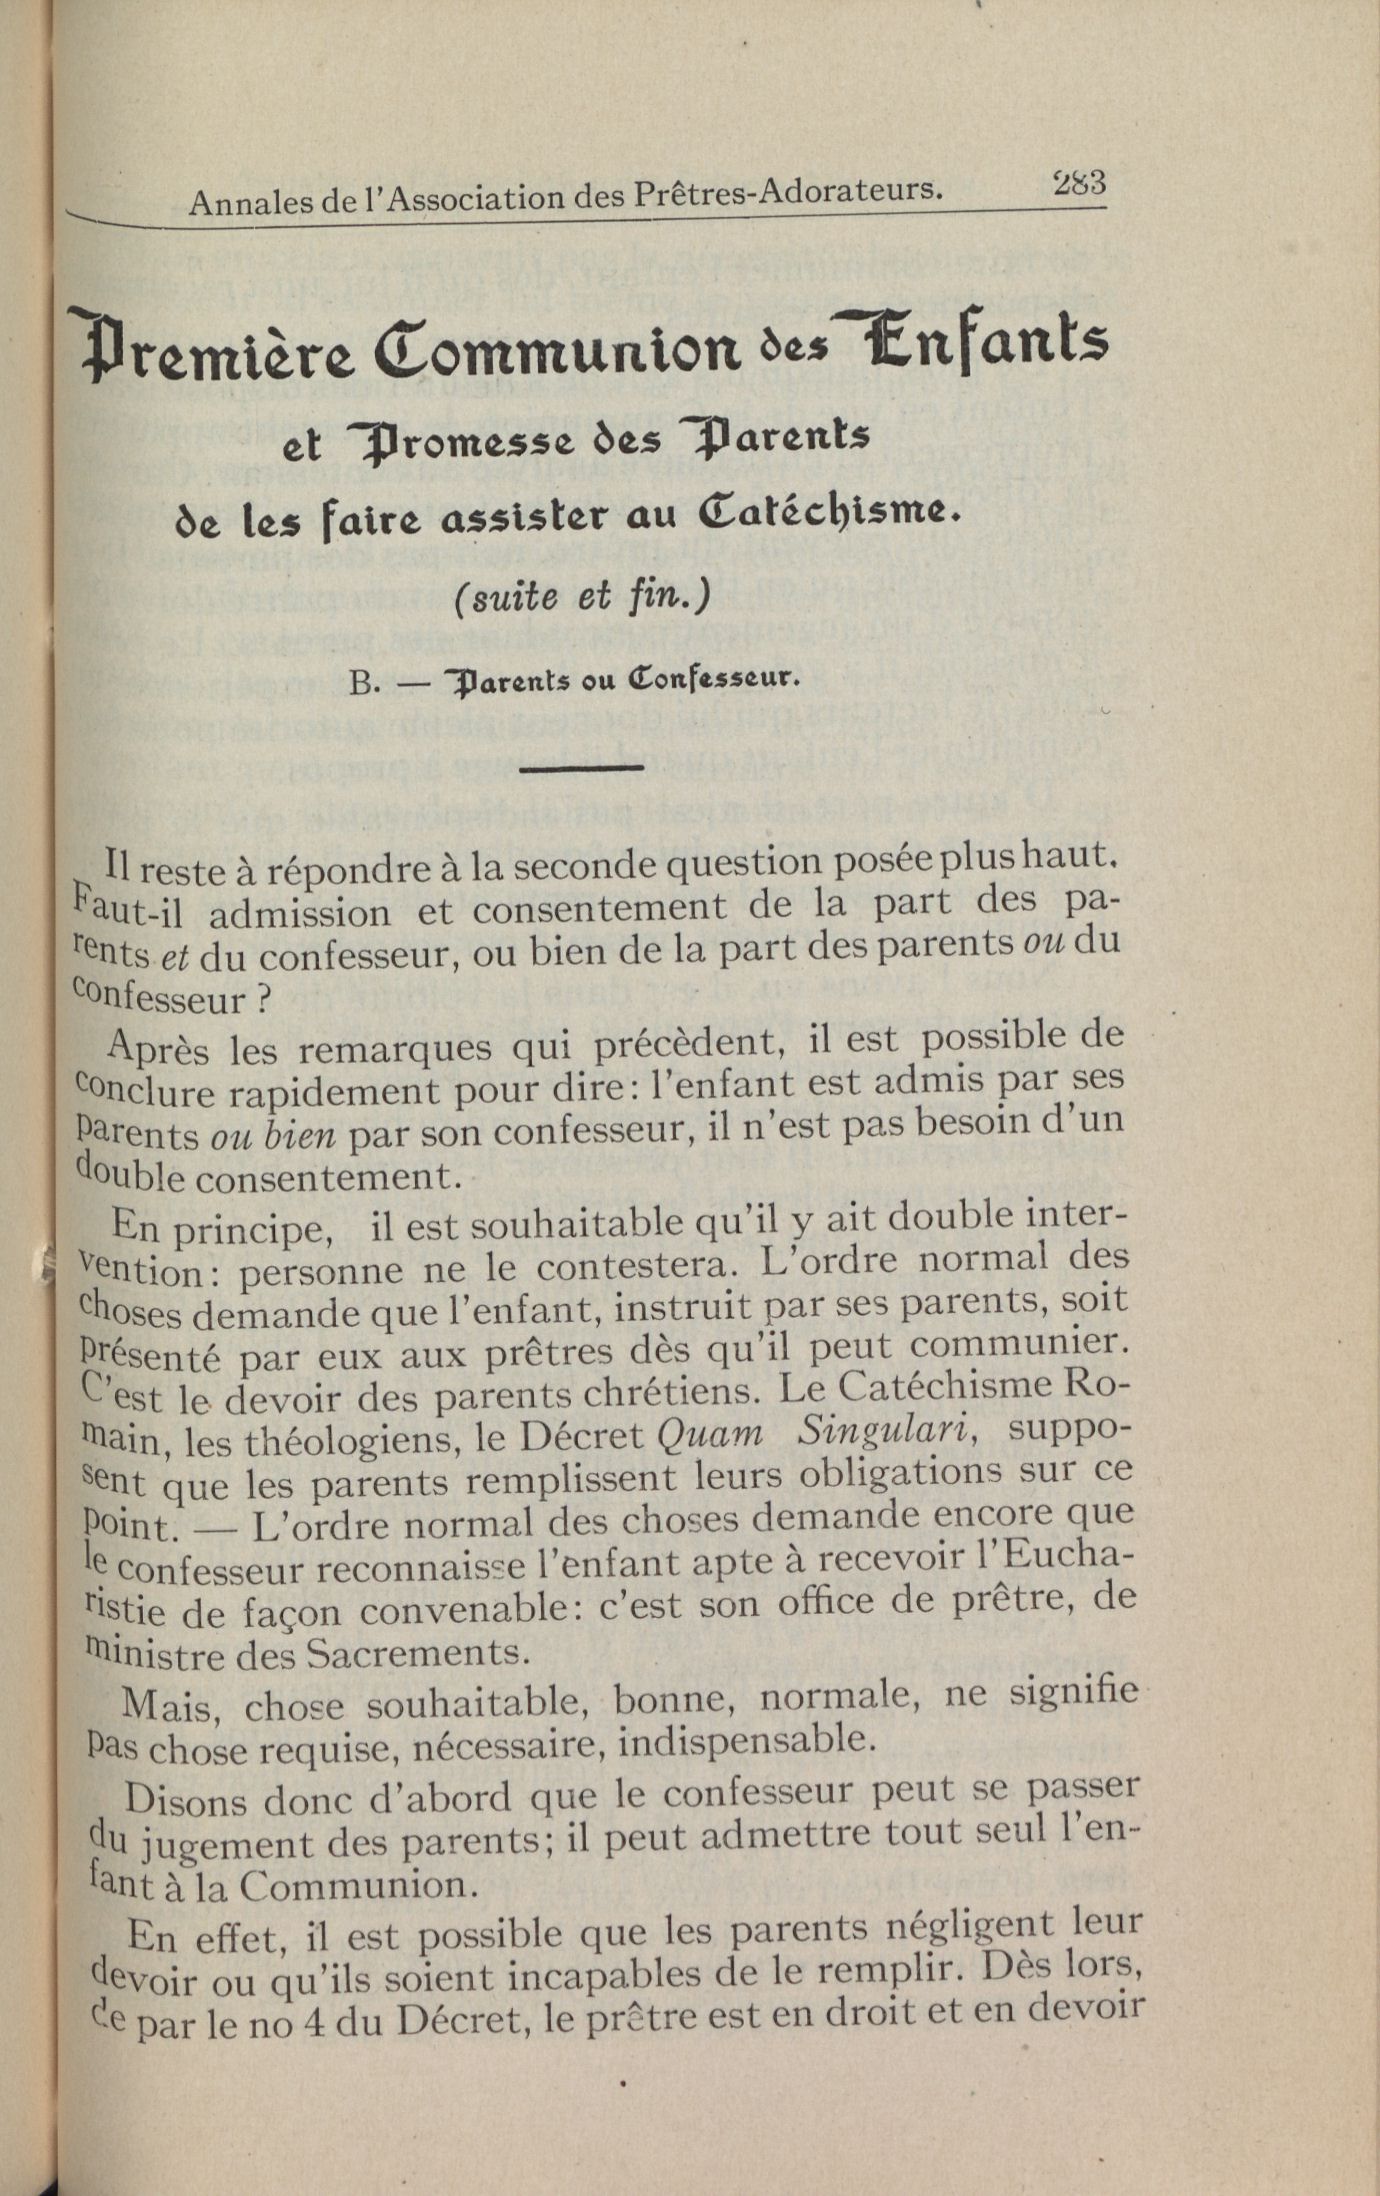 Annales de l'Association des Prêtres-Adorateurs. 283
Première Communion des Enfants
et Promesse des Parents
de les faire assister au Catéchisme.
(suite et fin.)
B. — Parents ou Confesseur.
Il reste à répondre à la seconde question posée plus haut.
Faut-il admission et consentement de la part des pa-
rents et du confesseur, ou bien de la part des parents ou du
confesseur ?
Après les remarques qui précèdent, il est possible de
conclure rapidement pour dire: l'enfant est admis par ses
parents ou bien par son confesseur, il n'est pas besoin d'un
double consentement.
En principe, il est souhaitable qu'il y ait double inter-
vention: personne ne le contestera. L'ordre normal des
choses demande que l'enfant, instruit par ses parents, soit
présenté par eux aux prêtres dès qu'il peut communier.
C'est le devoir des parents chrétiens. Le Catéchisme Ro-
main, les théologiens, le Décret Quam Singulari, suppo-
sent que les parents remplissent leurs obligations sur ce
point. — L'ordre normal des choses demande encore que
le confesseur reconnaisse l'enfant apte à recevoir l'Eucha-
ristie de façon convenable: c'est son office de prêtre, de
ministre des Sacrements.
Mais, chose souhaitable, bonne, normale, ne signifie
pas chose requise, nécessaire, indispensable.
Disons donc d'abord que le confesseur peut se passer
du jugement des parents; il peut admettre tout seul l'en-
fant à la Communion.
En effet, il est possible que les parents négligent leur
devoir ou qu'ils soient incapables de le remplir. Dès lors,
de par le no 4 du Décret, le prêtre est en droit et en devoir